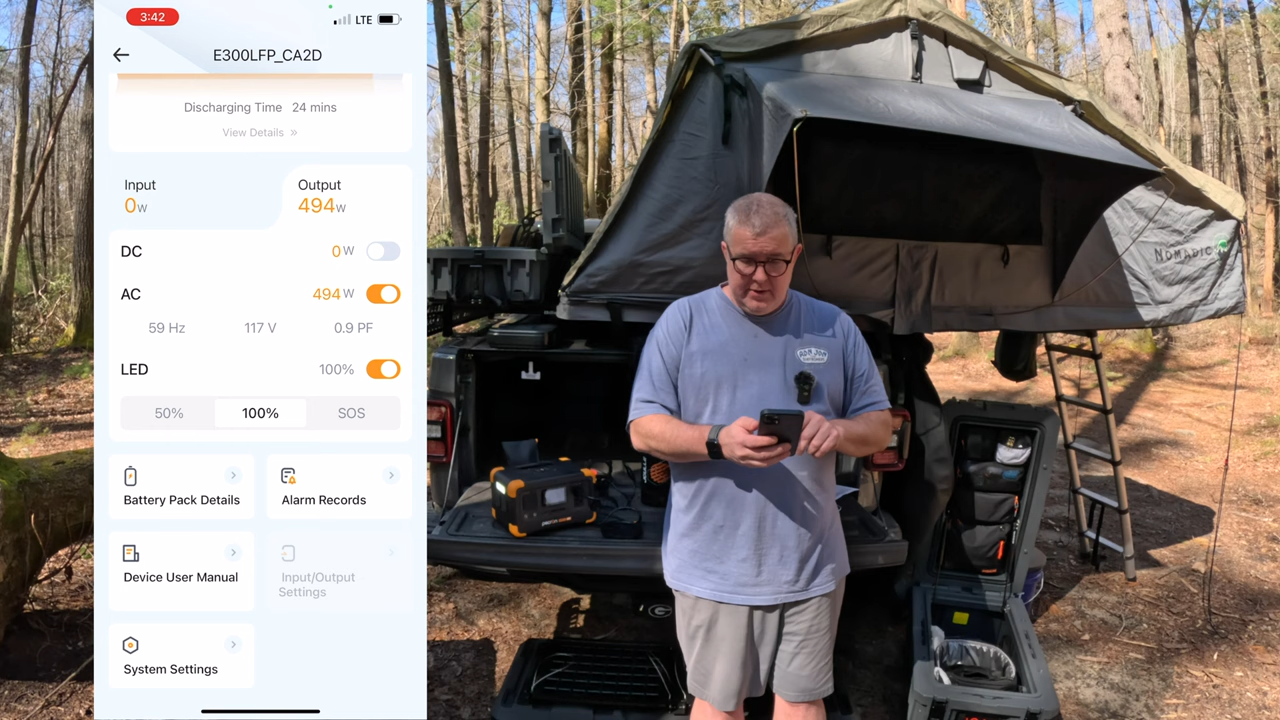 3:42
LTE
E300LFP_CA2D
Discharging Time 24 mins
View Details »
Input
Output
0W
494W
DC 0 W
AC 494 W
59 Hz 117 V 0.9 PF
LED 100%
50% 100% SOS
Battery Pack Details
Alarm Records
Device User Manual
Input/Output
Settings
System Settings
NOMADIC
G